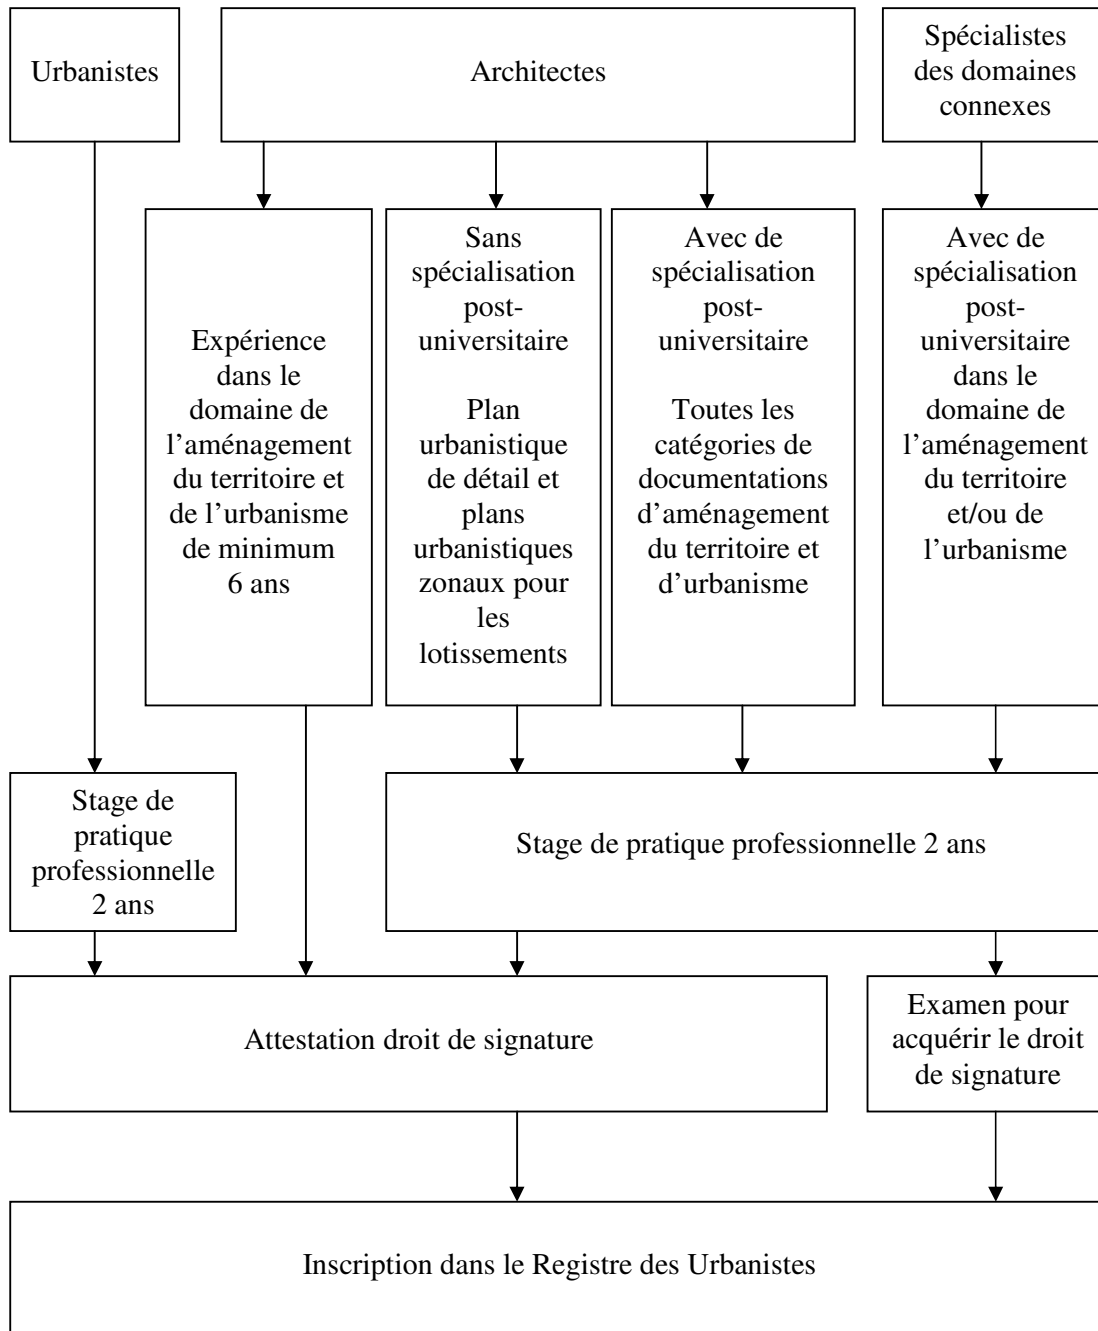 Urbanistes
Architectes
Spécialistes
des domaines
connexes
Expérience
dans le
domaine de
l’aménagement
du territoire et
de l’urbanisme
de minimum
6 ans
Sans
spécialisation
post-
universitaire
Plan
urbanistique
de détail et
plans
urbanistiques
zonaux pour
les
lotissements
Avec de
spécialisation
post-
universitaire
Toutes les
catégories de
documentations
d’aménagement
du territoire et
d’urbanisme
Avec de
spécialisation
post-
universitaire
dans le
domaine de
l’aménagement
du territoire
et/ou de
l’urbanisme
Stage de
pratique
professionnelle
2 ans
Stage de pratique professionnelle 2 ans
Attestation droit de signature
Examen pour
acquérir le droit
de signature
Inscription dans le Registre des Urbanistes